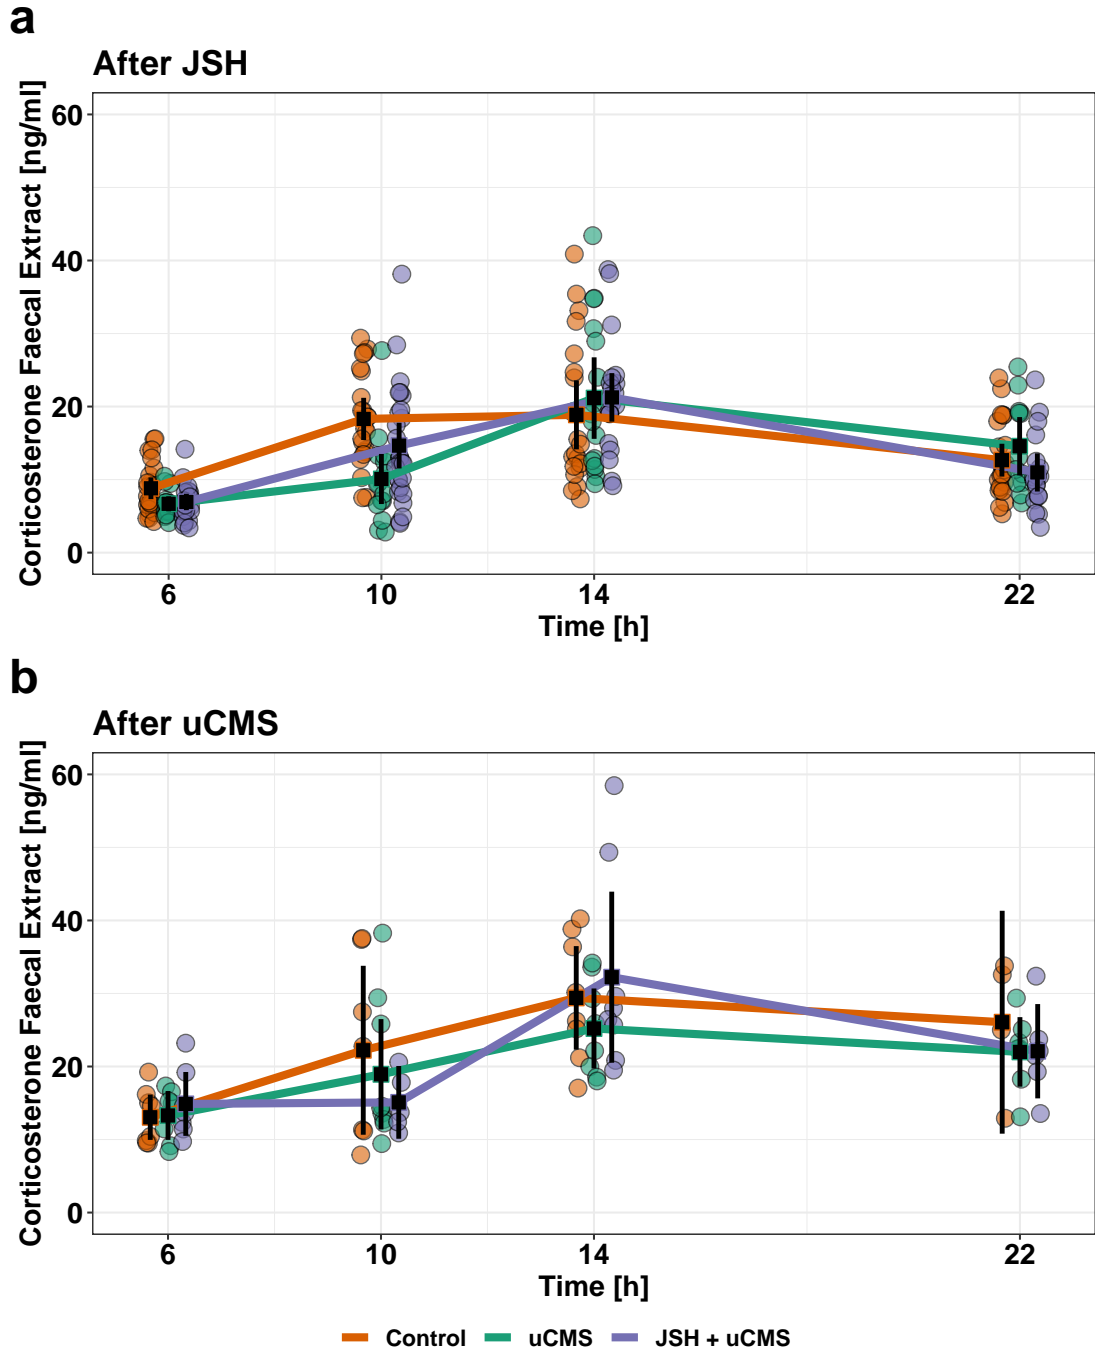 a
After JSH
Corticosterone Faecal Extract [ng/ml]
60
40
20
0
6 10 14 22
Time [h]
b
After uCMS
Corticosterone Faecal Extract [ng/ml]
60
40
20
0
6 10 14 22
Time [h]
Control uCMS JSH + uCMS